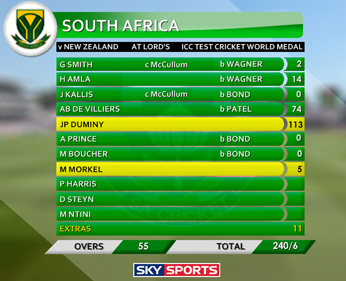 SOUTH AFRICA
v NEW ZEALAND AT LORD'S ICC TEST CRICKET WORLD MEDAL
G SMITH c McCullum b WAGNER 2
H AMLA b WAGNER 14
J KALLIS c McCullum b BOND 0
AB DE VILLIERS b PATEL 74
JP DUMINY 113
A PRINCE b BOND 0
M BOUCHER b BOND 0
M MORKEL 5
P HARRIS
D STEYN
M NTINI
EXTRAS 11
OVERS 55 TOTAL 240/6
SKY SPORTS